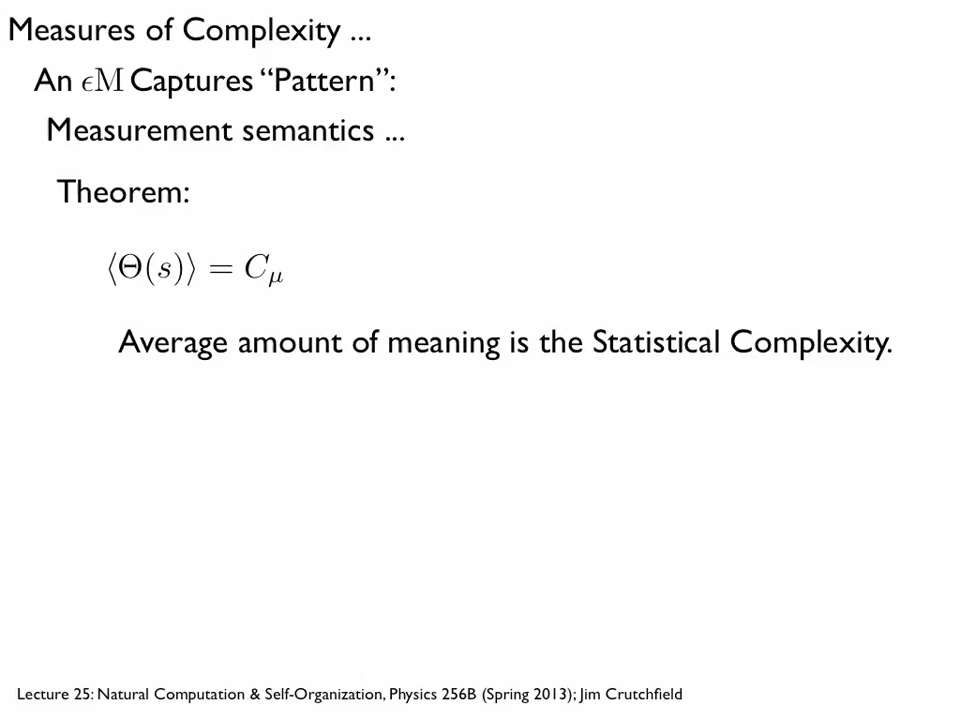 Measures of Complexity ...
An ϵM Captures “Pattern”:
Measurement semantics ...
Theorem:
⟨Θ(s)⟩ = C_μ
Average amount of meaning is the Statistical Complexity.
Lecture 25: Natural Computation & Self-Organization, Physics 256B (Spring 2013); Jim Crutchfield